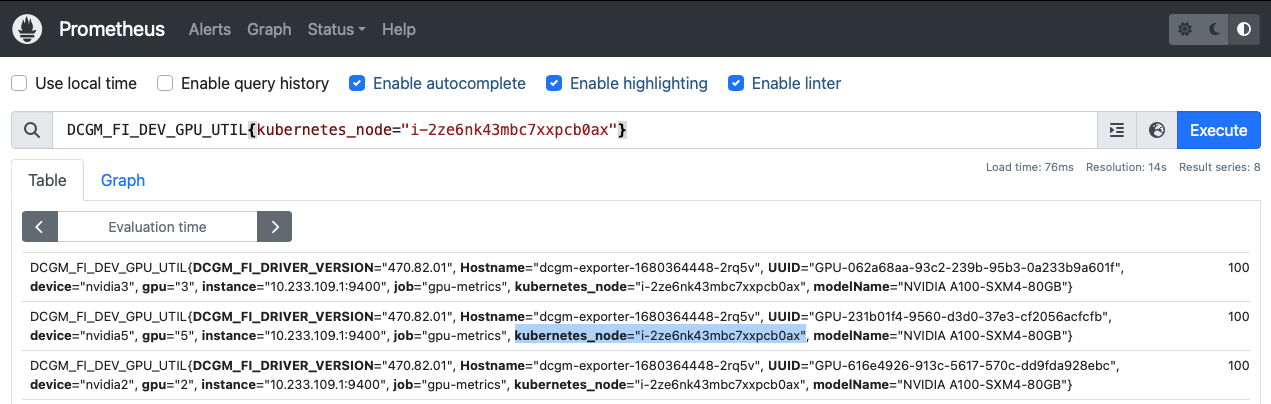 Prometheus Alerts Graph Status Help
Use local time Enable query history Enable autocomplete Enable highlighting Enable linter
DCGM_FI_DEV_GPU_UTIL{kubernetes_node="i-2ze6nk43mbc7xxpcb0ax"} Execute
Load time: 76ms Resolution: 14s Result series: 8
Table Graph
Evaluation time
DCGM_FI_DEV_GPU_UTIL{DCGM_FI_DRIVER_VERSION="470.82.01", Hostname="dcgm-exporter-1680364448-2rq5v", UUID="GPU-062a68aa-93c2-239b-95b3-0a233b9a601f", 100
device="nvidia3", gpu="3", instance="10.233.109.1:9400", job="gpu-metrics", kubernetes_node="i-2ze6nk43mbc7xxpcb0ax", modelName="NVIDIA A100-SXM4-80GB"}
DCGM_FI_DEV_GPU_UTIL{DCGM_FI_DRIVER_VERSION="470.82.01", Hostname="dcgm-exporter-1680364448-2rq5v", UUID="GPU-231b01f4-9560-d3d0-37e3-cf2056acfcfb", 100
device="nvidia5", gpu="5", instance="10.233.109.1:9400", job="gpu-metrics", kubernetes_node="i-2ze6nk43mbc7xxpcb0ax", modelName="NVIDIA A100-SXM4-80GB"}
DCGM_FI_DEV_GPU_UTIL{DCGM_FI_DRIVER_VERSION="470.82.01", Hostname="dcgm-exporter-1680364448-2rq5v", UUID="GPU-616e4926-913c-5617-570c-dd9fda928ebc", 100
device="nvidia2", gpu="2", instance="10.233.109.1:9400", job="gpu-metrics", kubernetes_node="i-2ze6nk43mbc7xxpcb0ax", modelName="NVIDIA A100-SXM4-80GB"}